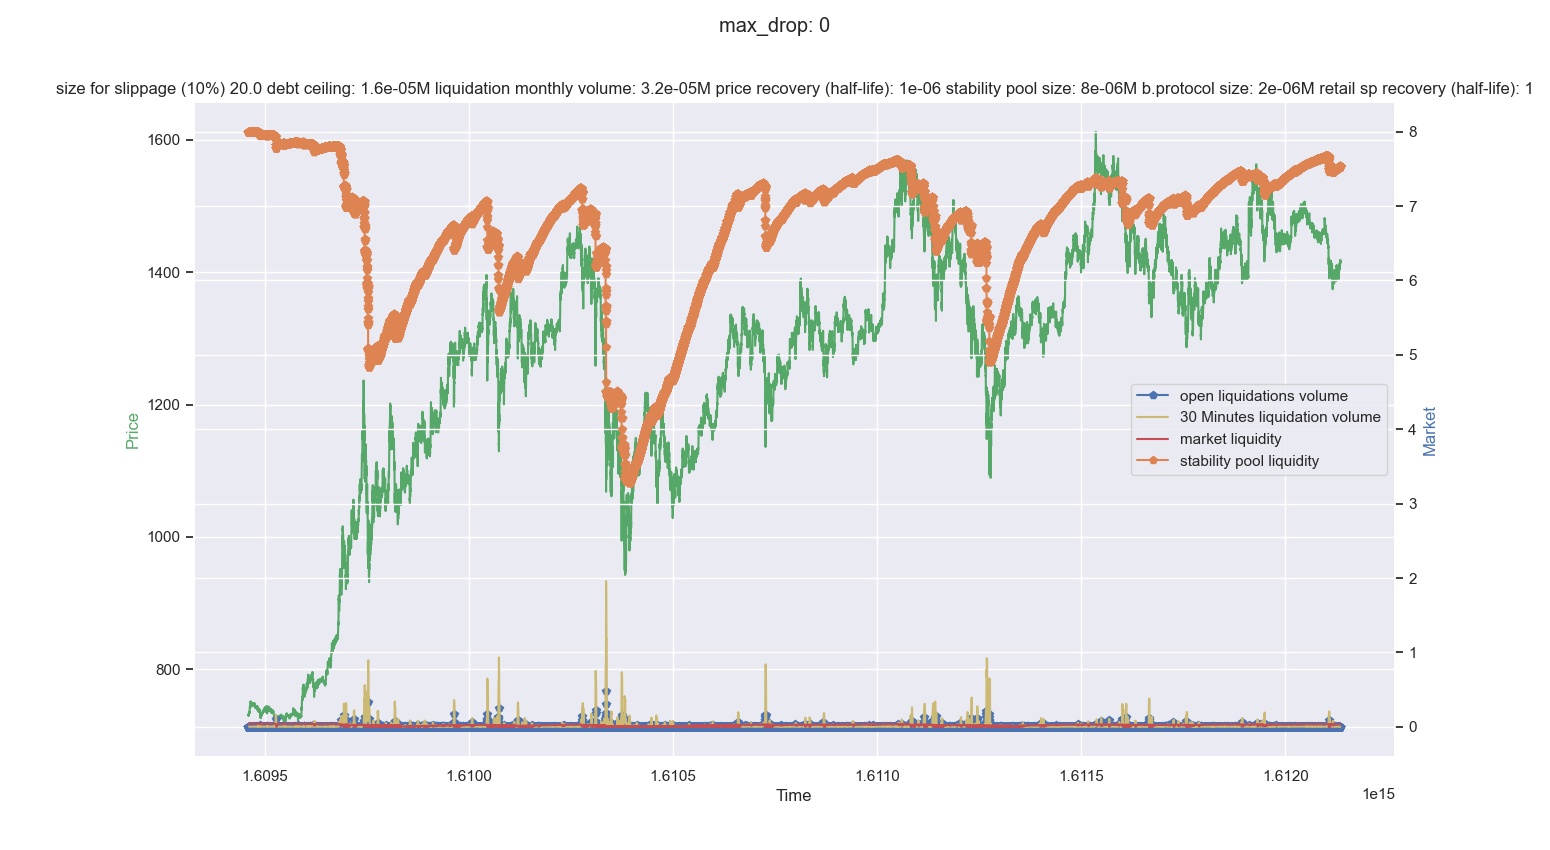 max_drop: 0
size for slippage (10%) 20.0 debt ceiling: 1.6e-05M liquidation monthly volume: 3.2e-05M price recovery (half-life): 1e-06 stability pool size: 8e-06M b.protocol size: 2e-06M retail sp recovery (half-life): 1
1600
1400
1200
1000
800
Price
8
7
6
5
4
3
2
1
0
Market
open liquidations volume
30 Minutes liquidation volume
market liquidity
stability pool liquidity
1.6095 1.6100 1.6105 1.6110 1.6115 1.6120
Time
1e15